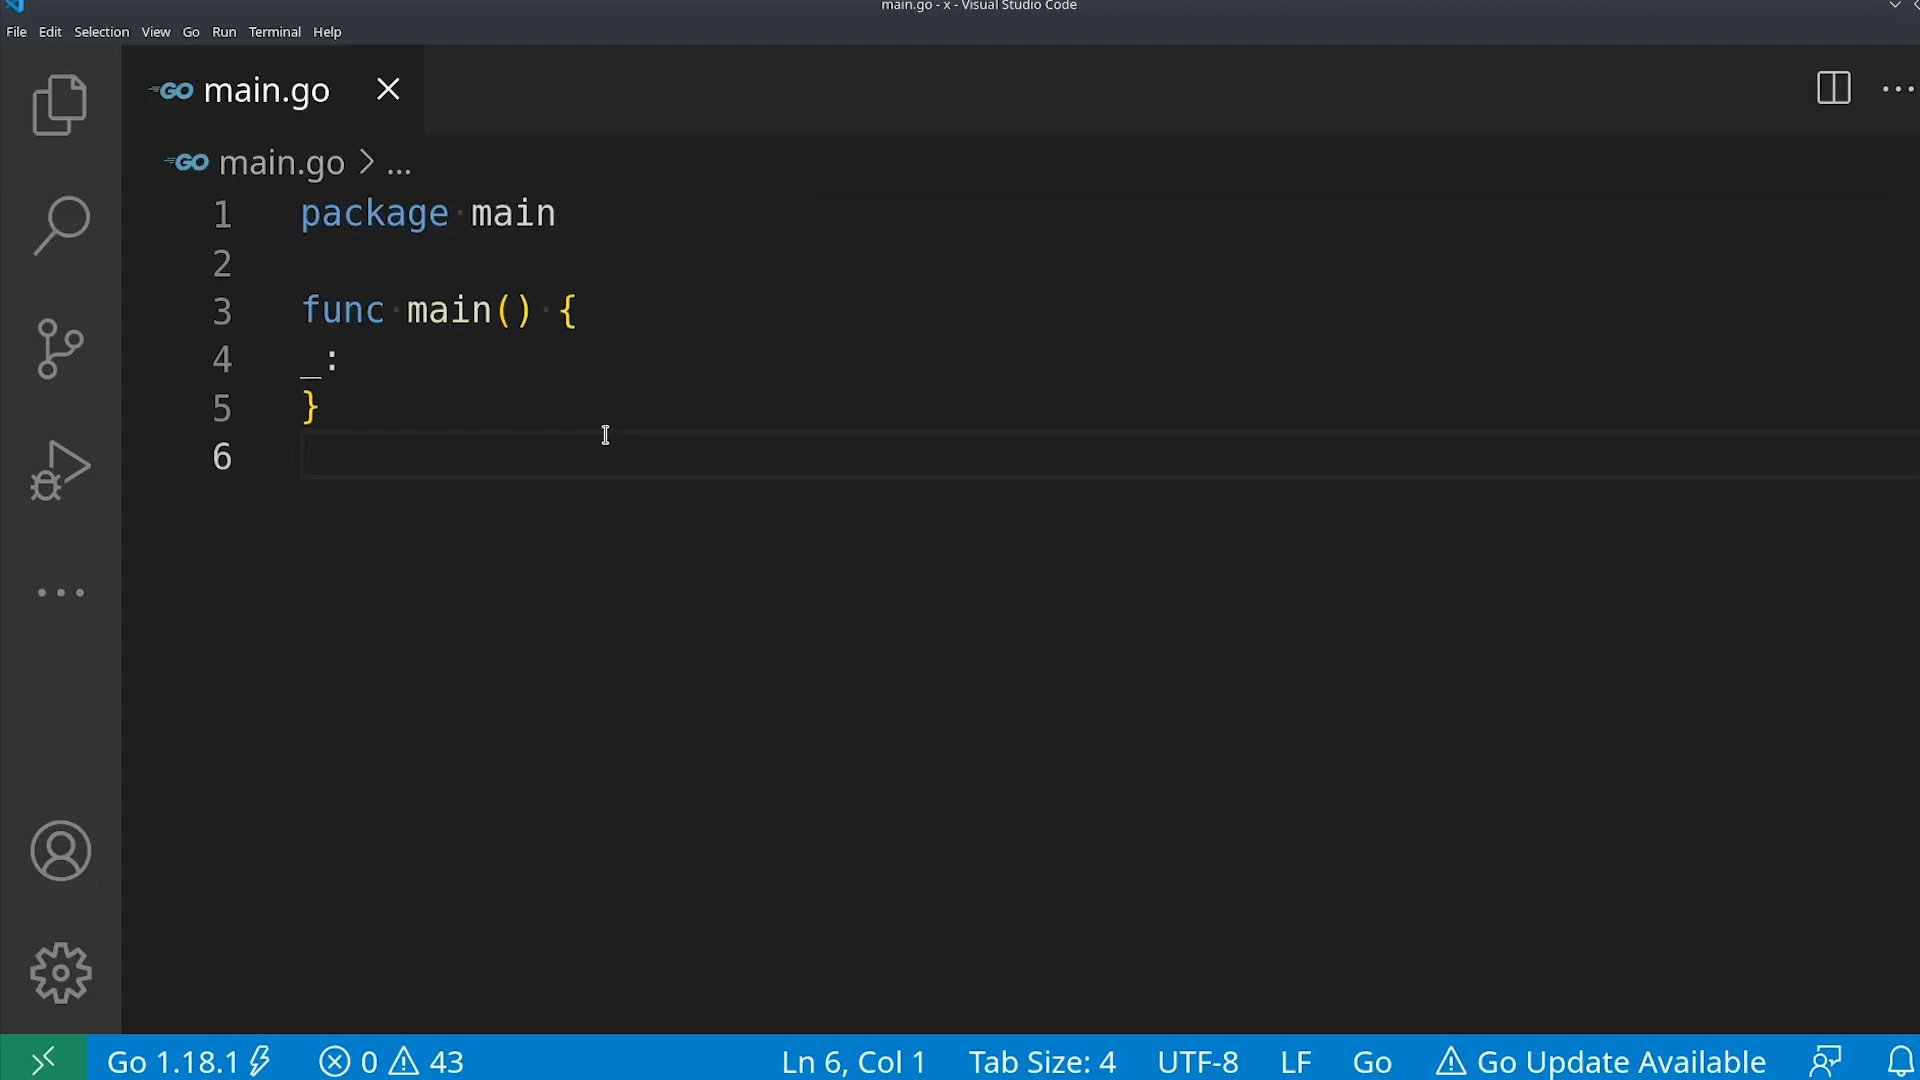 main.go - x - Visual Studio Code
File Edit Selection View Go Run Terminal Help
GO main.go
GO main.go > ...
1 package main
2
3 func main() {
4 _:
5 }
6
Go 1.18.1 0 43 Ln 6, Col 1 Tab Size: 4 UTF-8 LF Go Go Update Available